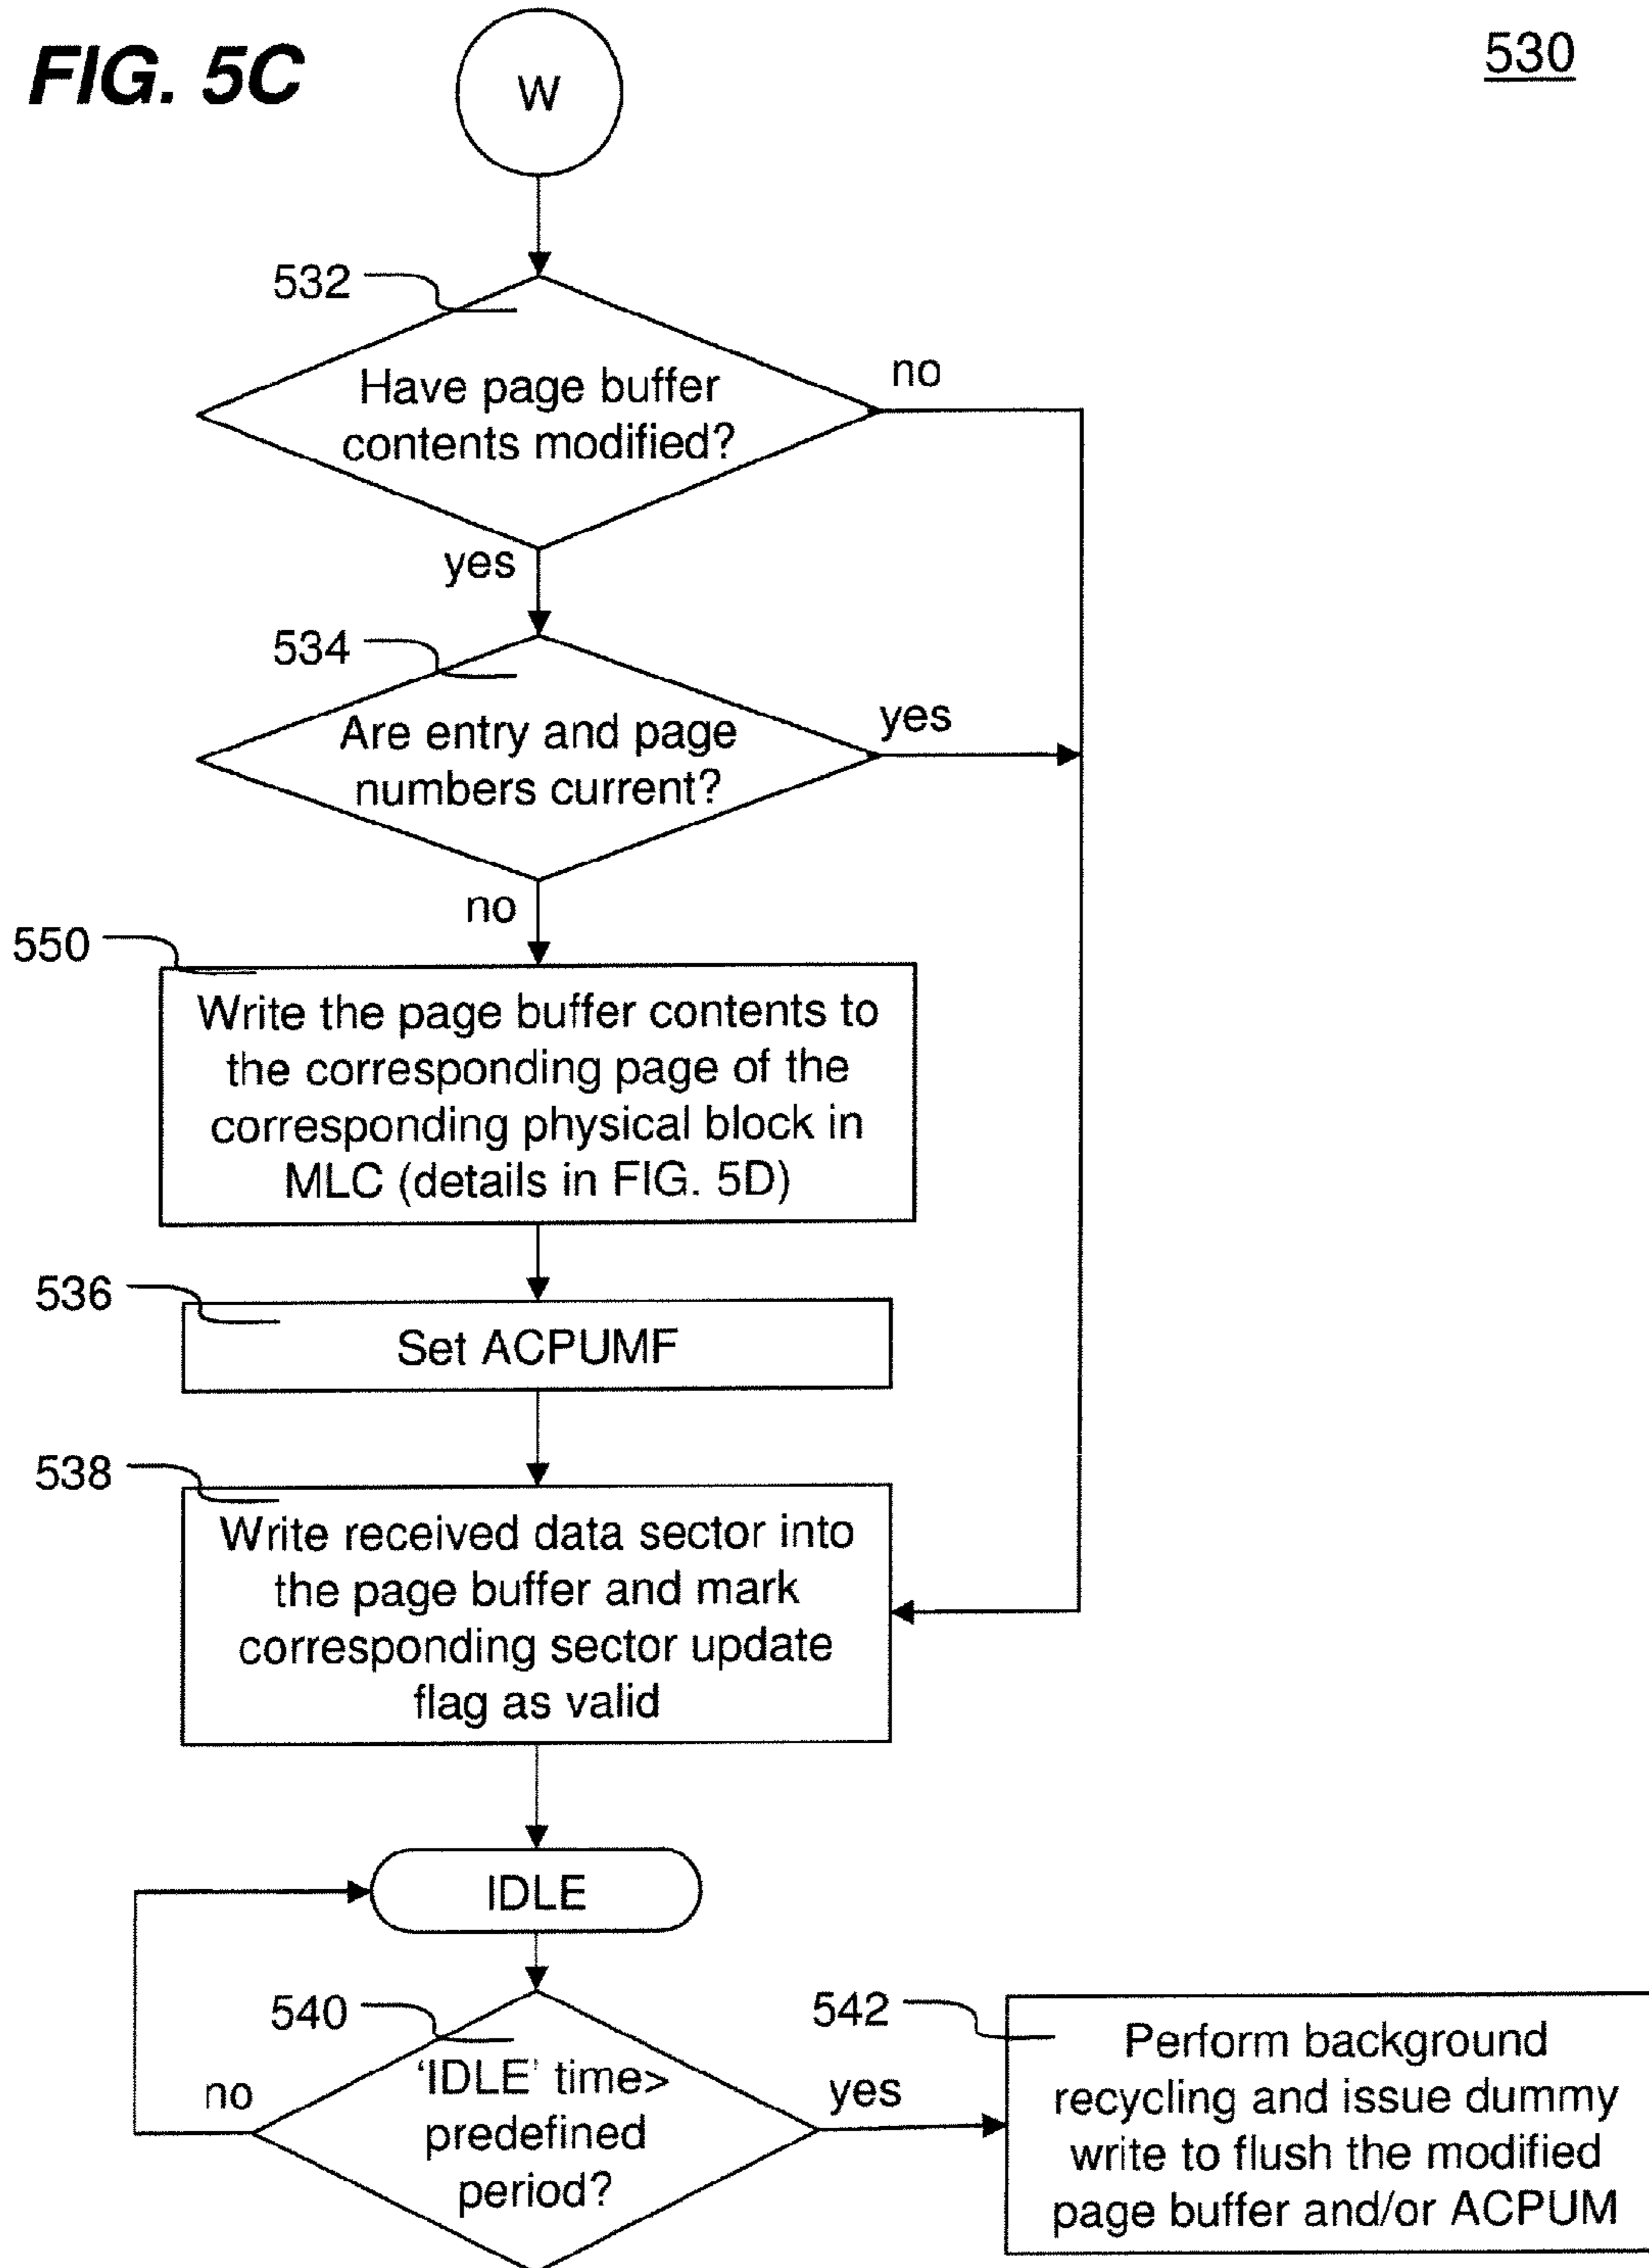 FIG. 5C
530
W
532
Have page buffer
contents modified?
no
yes
534
Are entry and page
numbers current?
yes
no
550
Write the page buffer contents to
the corresponding page of the
corresponding physical block in
MLC (details in FIG. 5D)
536
Set ACPUMF
538
Write received data sector into
the page buffer and mark
corresponding sector update
flag as valid
IDLE
540
'IDLE' time>
predefined
period?
no
yes
542
Perform background
recycling and issue dummy
write to flush the modified
page buffer and/or ACPUM